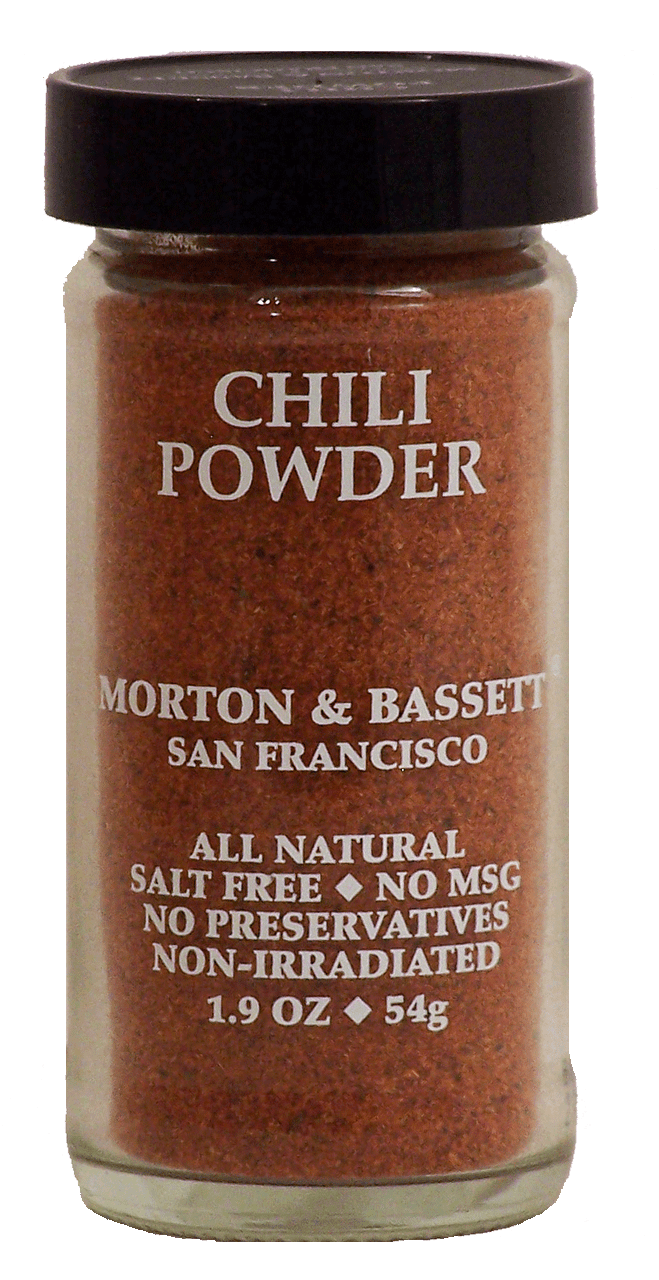 CHILI
POWDER
MORTON & BASSETT®
SAN FRANCISCO
ALL NATURAL
SALT FREE ◆ NO MSG
NO PRESERVATIVES
NON-IRRADIATED
1.9 OZ ◆ 54g